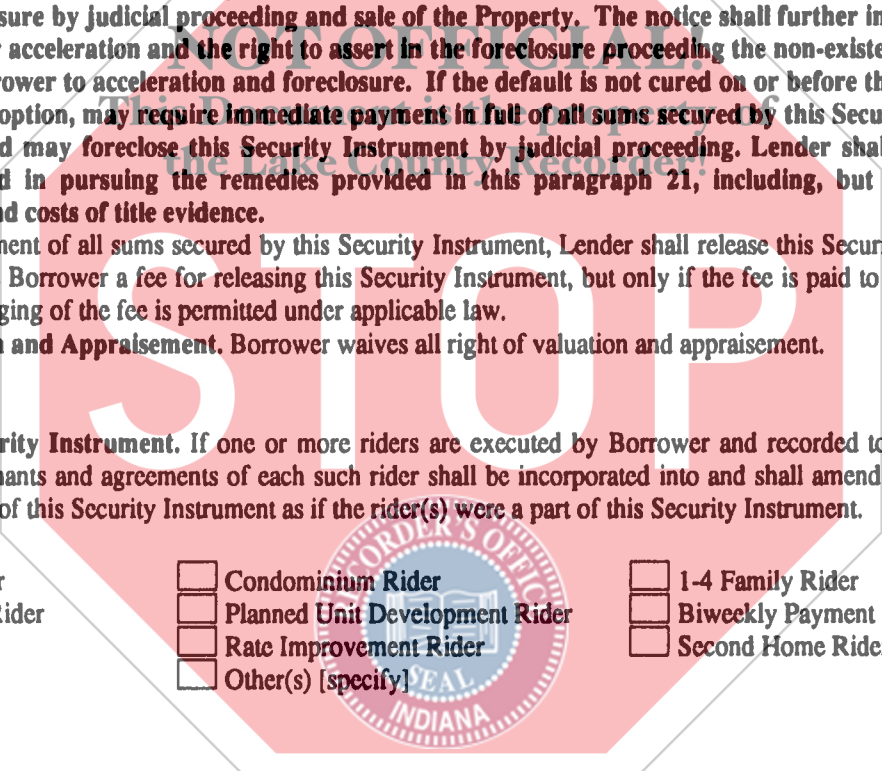 sure by judicial proceeding and sale of the Property. The notice shall further in
acceleration and the right to assert in the foreclosure proceeding the non-existe
rower to acceleration and foreclosure. If the default is not cured on or before th
option, may require immediate payment in full of all sums secured by this Secu
d may foreclose this Security Instrument by judicial proceeding. Lender shal
d in pursuing the remedies provided in this paragraph 21, including, but
nd costs of title evidence.
ment of all sums secured by this Security Instrument, Lender shall release this Securi
Borrower a fee for releasing this Security Instrument, but only if the fee is paid to
ging of the fee is permitted under applicable law.
and Appraisement. Borrower waives all right of valuation and appraisement.
rity Instrument. If one or more riders are executed by Borrower and recorded to
nants and agreements of each such rider shall be incorporated into and shall amend
of this Security Instrument as if the rider(s) were a part of this Security Instrument.
r Condominium Rider 1-4 Family Rider
Rider Planned Unit Development Rider Biweekly Payment
Rate Improvement Rider Second Home Ride
Other(s) [specify]
NOT OFFICIAL!
This Document is the property of
the Lake County Recorder!
STOP
RECORDER'S OFFICE
SEAL
INDIANA